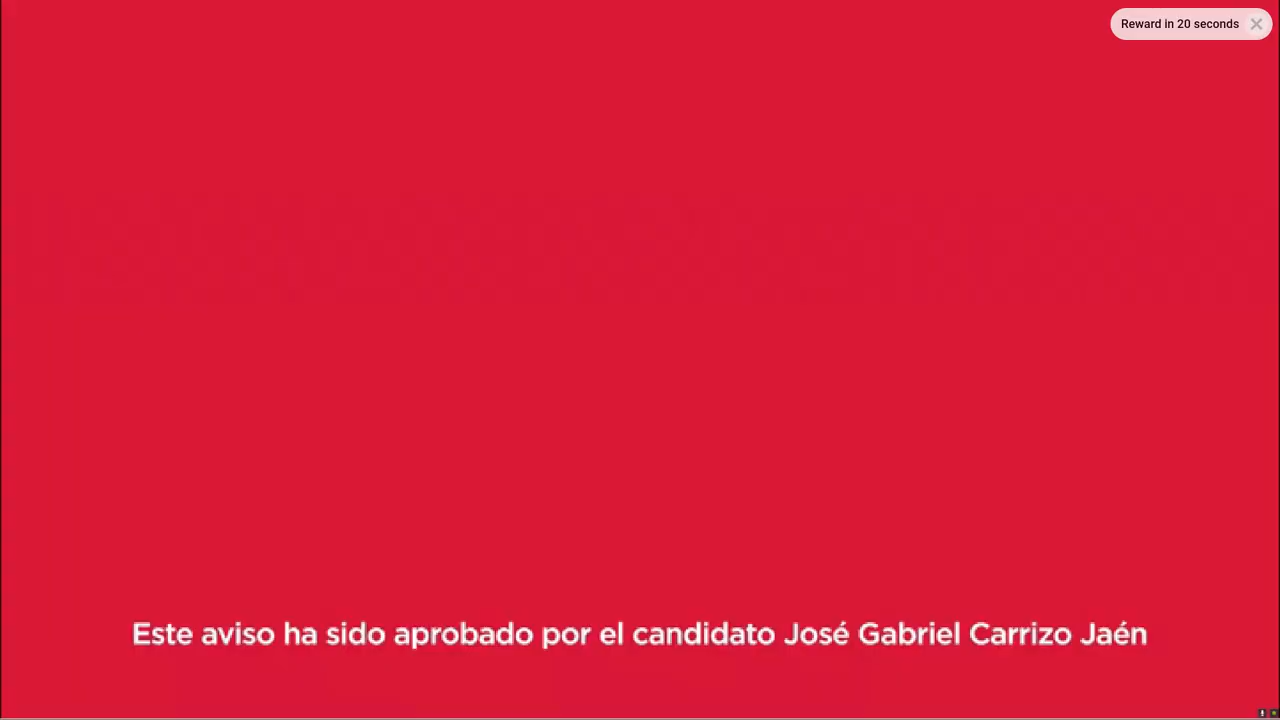 Reward in 20 seconds
Este aviso ha sido aprobado por el candidato José Gabriel Carrizo Jaén